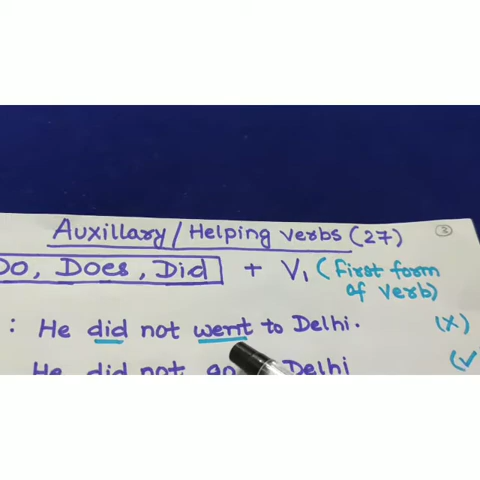 Auxillary/Helping verbs (27) 3
Do, Does, Did + V1 (First form
of verb)
: He did not went to Delhi. (X)
He did not go Delhi (✓